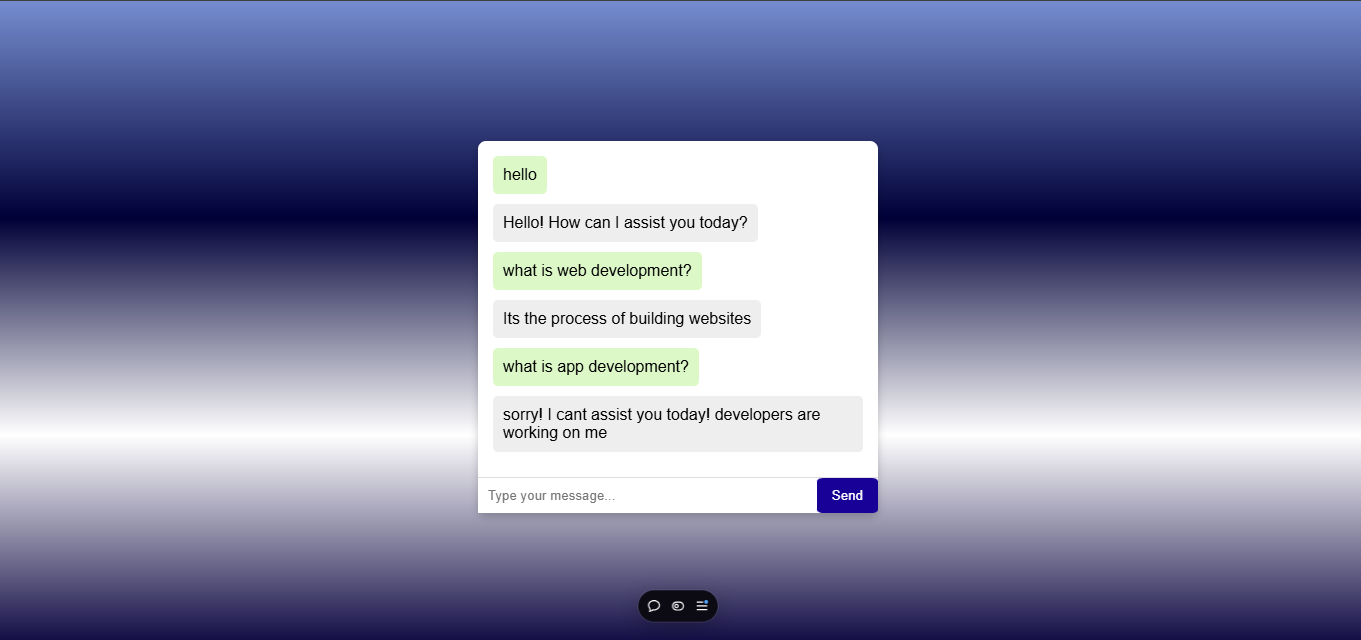 hello
Hello! How can I assist you today?
what is web development?
Its the process of building websites
what is app development?
sorry! I cant assist you today! developers are
working on me
Type your message...
Send